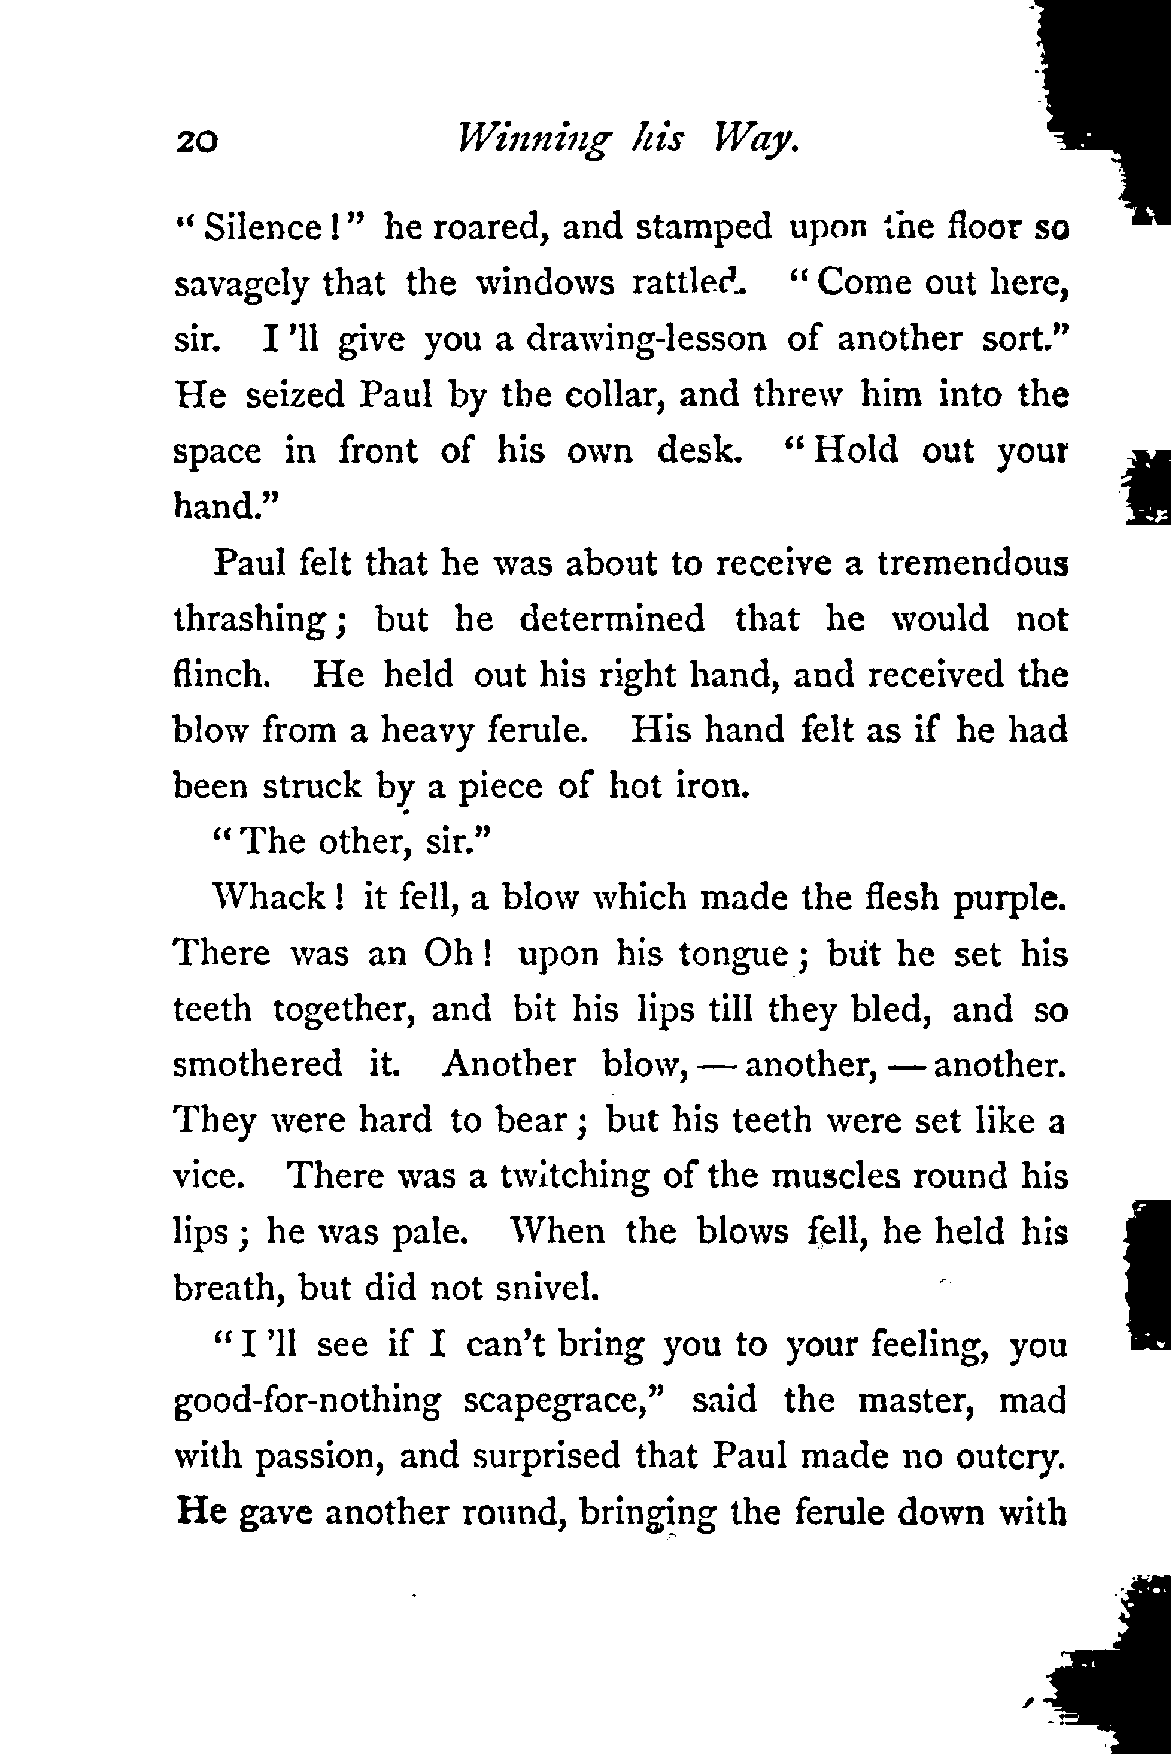 20 Winning his Way.
“Silence!” he roared, and stamped upon the floor so
savagely that the windows rattled. “Come out here,
sir. I'll give you a drawing-lesson of another sort.”
He seized Paul by the collar, and threw him into the
space in front of his own desk. “Hold out your
hand.”
Paul felt that he was about to receive a tremendous
thrashing; but he determined that he would not
flinch. He held out his right hand, and received the
blow from a heavy ferule. His hand felt as if he had
been struck by a piece of hot iron.
“The other, sir.”
Whack! it fell, a blow which made the flesh purple.
There was an Oh! upon his tongue; but he set his
teeth together, and bit his lips till they bled, and so
smothered it. Another blow, — another, — another.
They were hard to bear; but his teeth were set like a
vice. There was a twitching of the muscles round his
lips; he was pale. When the blows fell, he held his
breath, but did not snivel.
“I'll see if I can't bring you to your feeling, you
good-for-nothing scapegrace,” said the master, mad
with passion, and surprised that Paul made no outcry.
He gave another round, bringing the ferule down with